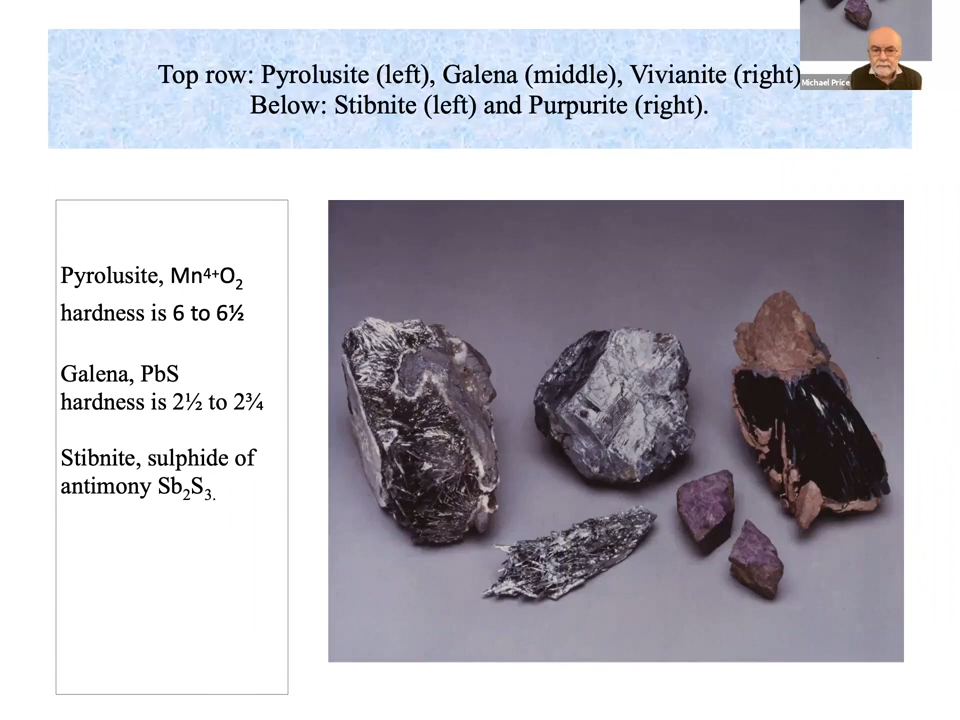 Top row: Pyrolusite (left), Galena (middle), Vivianite (right)
Below: Stibnite (left) and Purpurite (right).
Michael Price
Pyrolusite, Mn⁴⁺O₂
hardness is 6 to 6½
Galena, PbS
hardness is 2½ to 2¾
Stibnite, sulphide of
antimony Sb₂S₃.